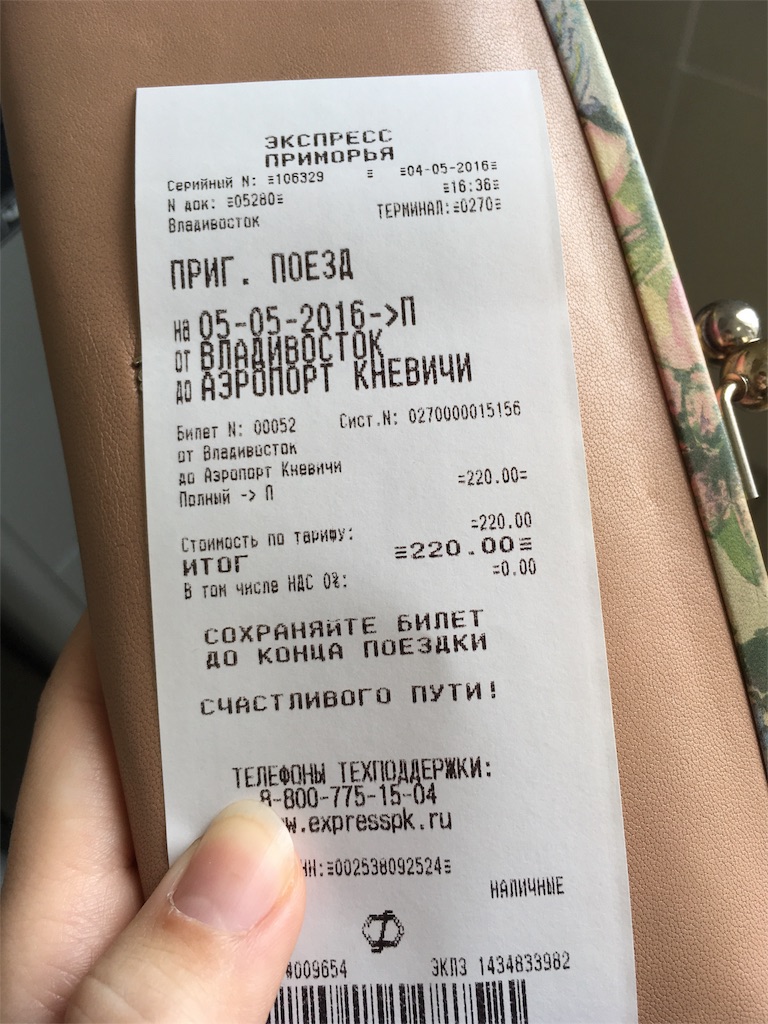 ЭКСПРЕСС
ПРИМОРЬЯ
Серийный N: ≡106329 ≡ ≡04-05-2016≡
N док: ≡05280≡ ≡16:36≡
Владивосток ТЕРМИНАЛ:≡0270≡
ПРИГ. ПОЕЗД
на 05-05-2016->П
от ВЛАДИВОСТОК
до АЭРОПОРТ КНЕВИЧИ
Билет N: 00052 Сист.N: 0270000015156
от Владивосток
до Аэропорт Кневичи
Полный -> П =220.00=
Стоимость по тарифу: =220.00
ИТОГ ≡220.00≡
В том числе НДС 0%: =0.00
СОХРАНЯЙТЕ БИЛЕТ
ДО КОНЦА ПОЕЗДКИ
СЧАСТЛИВОГО ПУТИ!
ТЕЛЕФОНЫ ТЕХПОДДЕРЖКИ:
8-800-775-15-04
w.expresspk.ru
НН:≡002538092524≡
НАЛИЧНЫЕ
4009654 ЭКЛЗ 1434833982